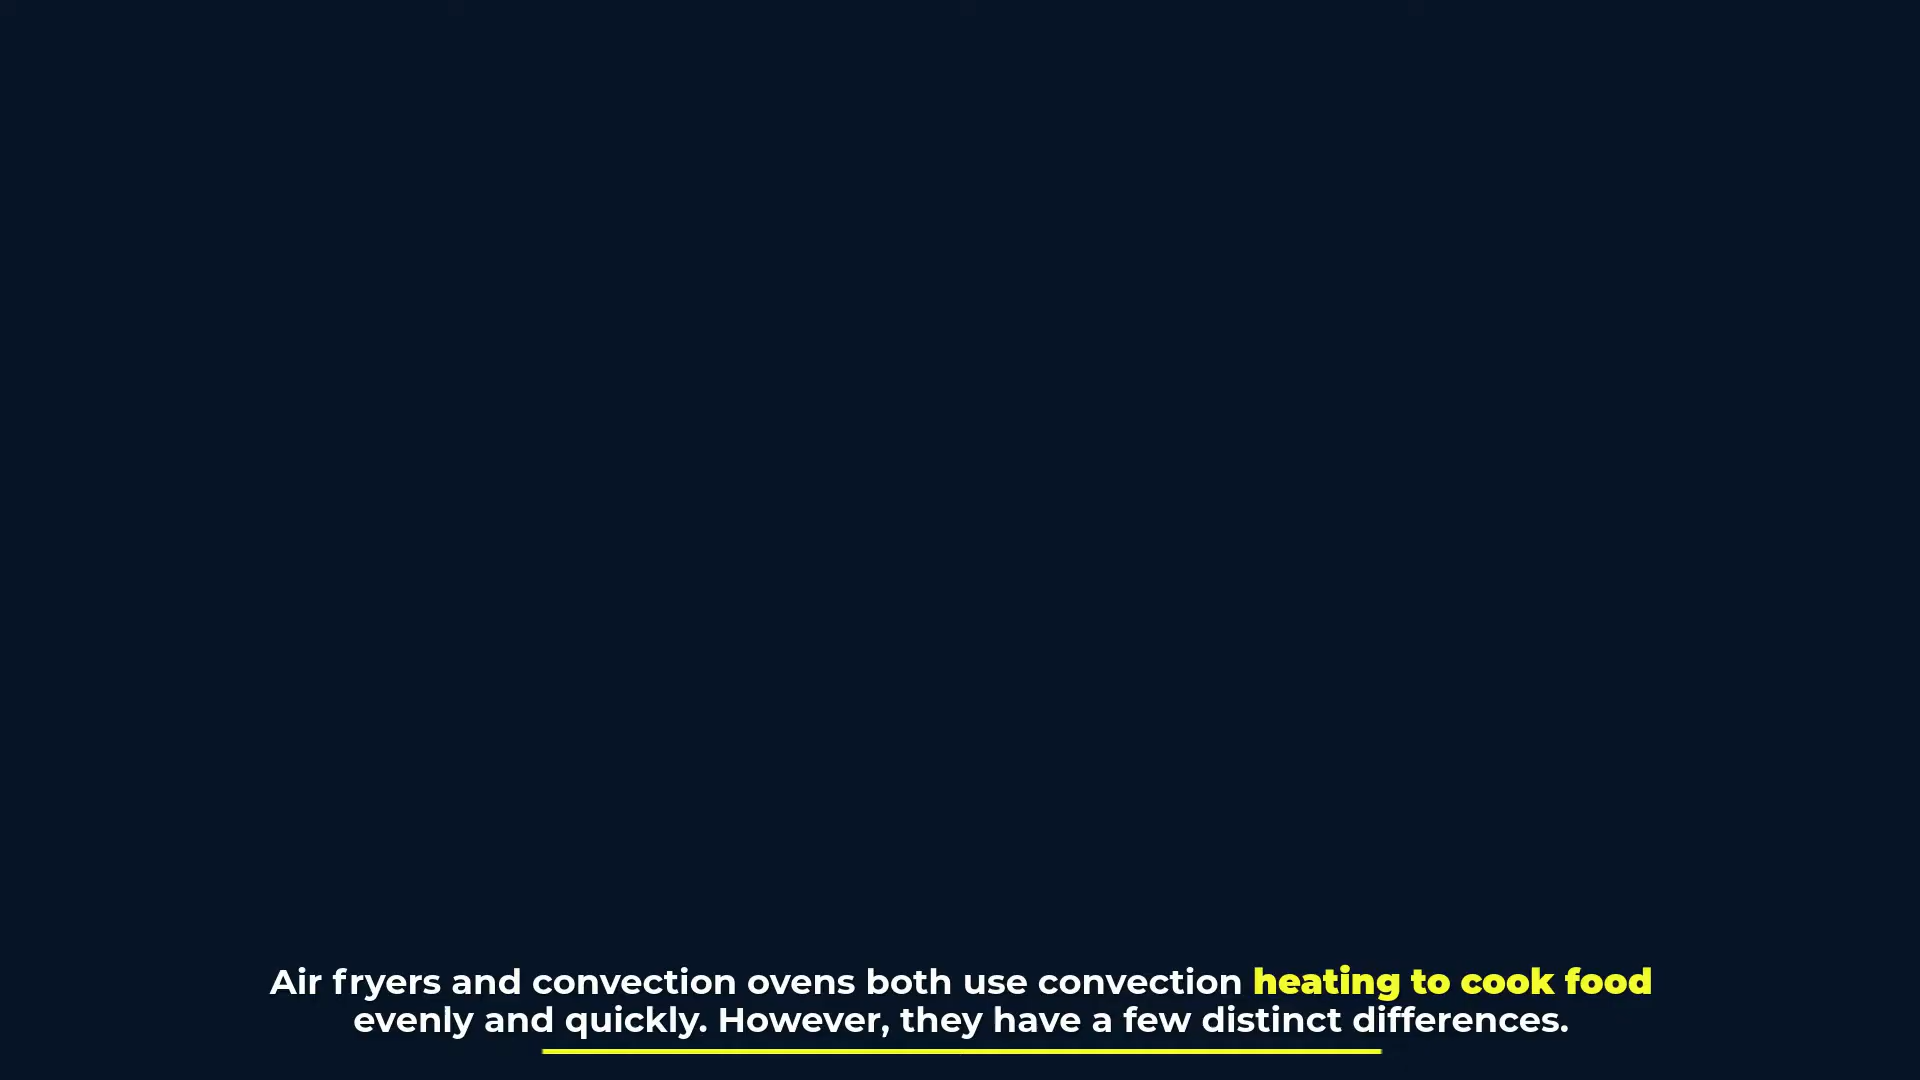 Air fryers and convection ovens both use convection heating to cook food
evenly and quickly. However, they have a few distinct differences.